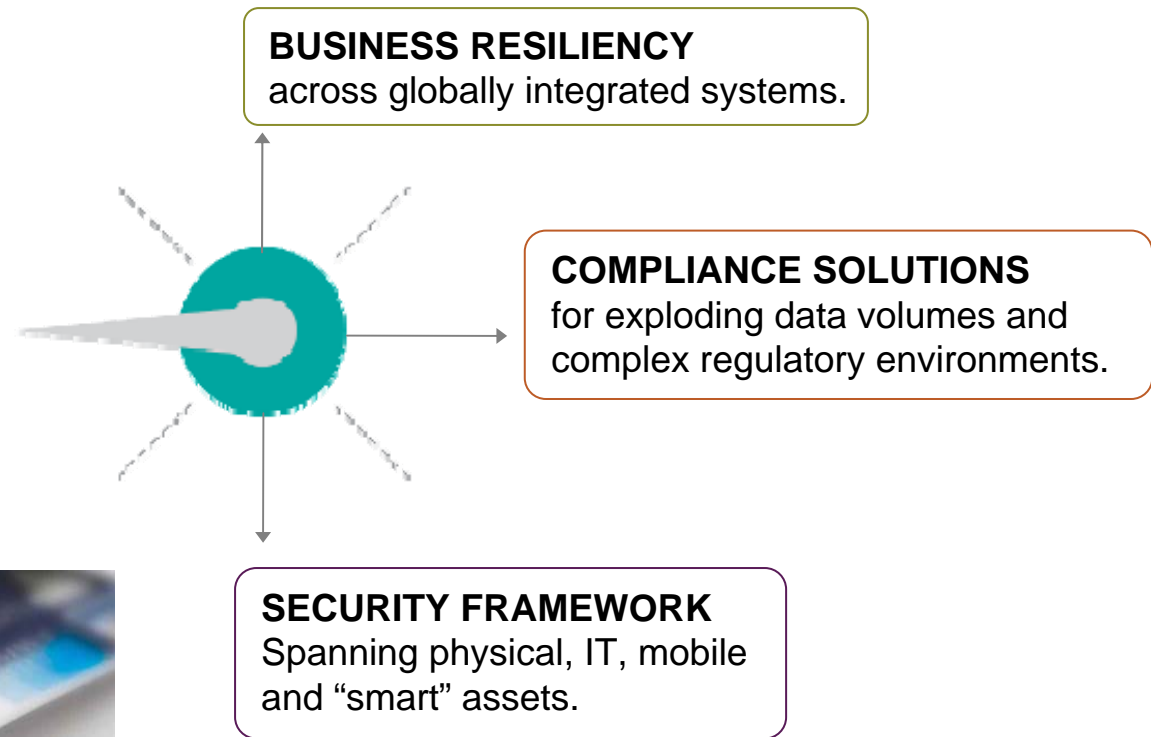 BUSINESS RESILIENCY
across globally integrated systems.
COMPLIANCE SOLUTIONS
for exploding data volumes and
complex regulatory environments.
SECURITY FRAMEWORK
Spanning physical, IT, mobile
and “smart” assets.